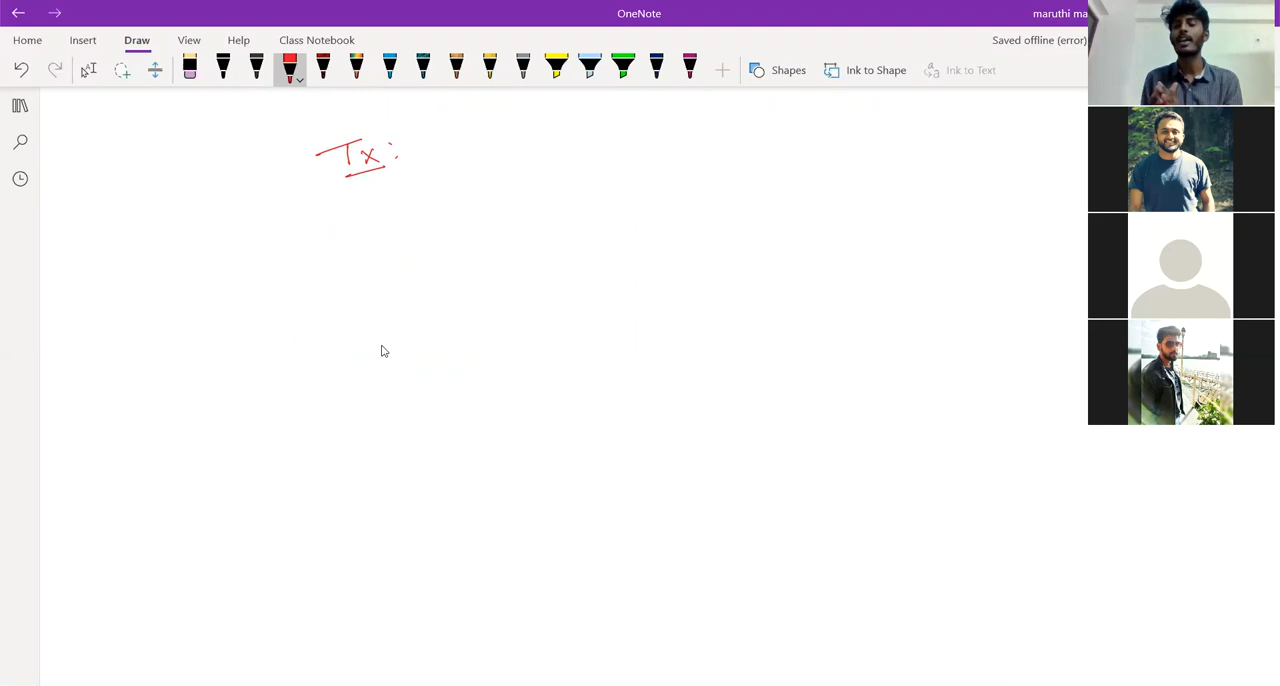 OneNote
maruthi ma
Home Insert Draw View Help Class Notebook
Saved offline (error)
Shapes Ink to Shape Ink to Text
Tx: